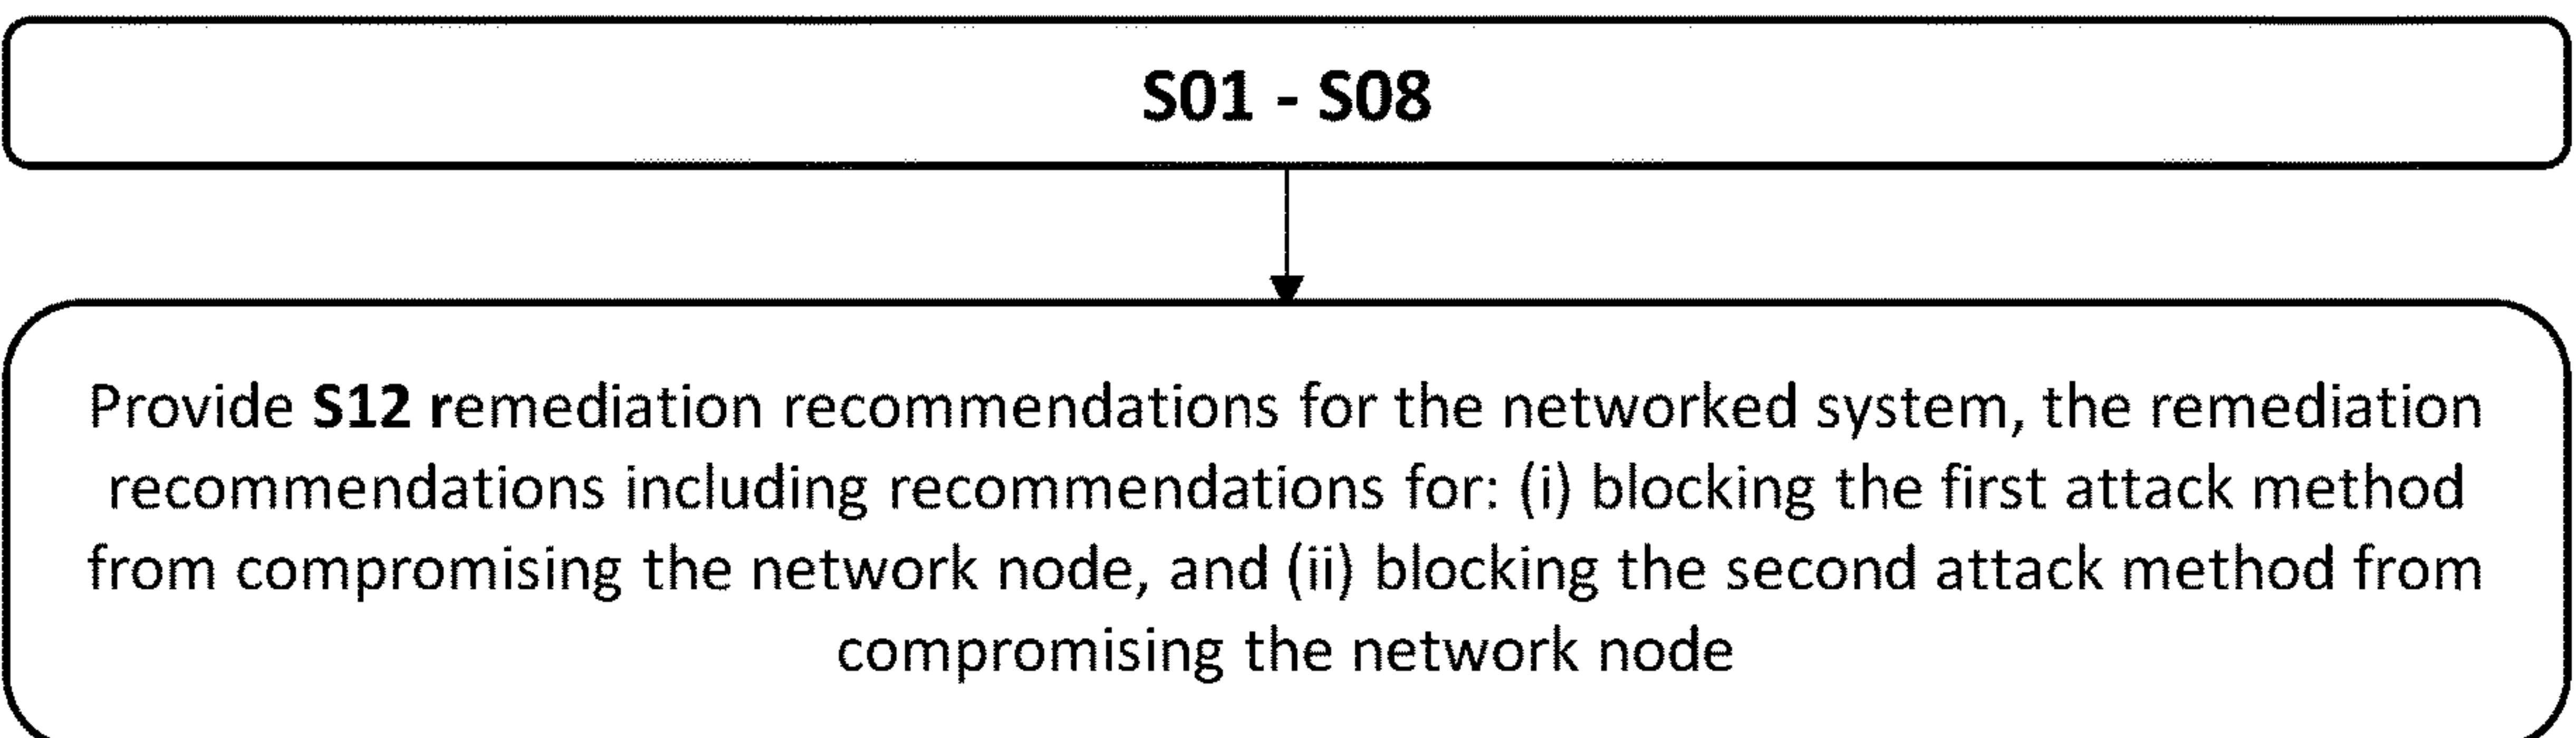 S01 - S08
Provide S12 remediation recommendations for the networked system, the remediation
recommendations including recommendations for: (i) blocking the first attack method
from compromising the network node, and (ii) blocking the second attack method from
compromising the network node